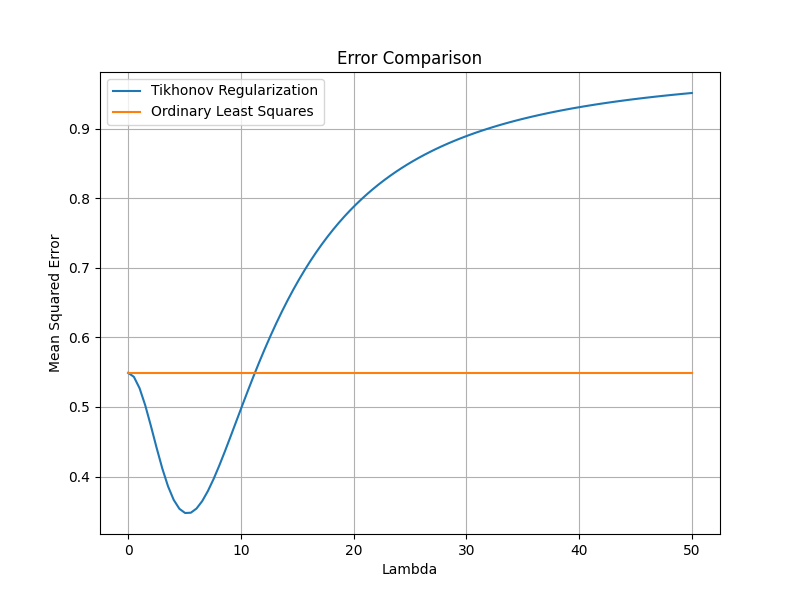 Error Comparison
Tikhonov Regularization
Ordinary Least Squares
Mean Squared Error
0.9
0.8
0.7
0.6
0.5
0.4
0 10 20 30 40 50
Lambda